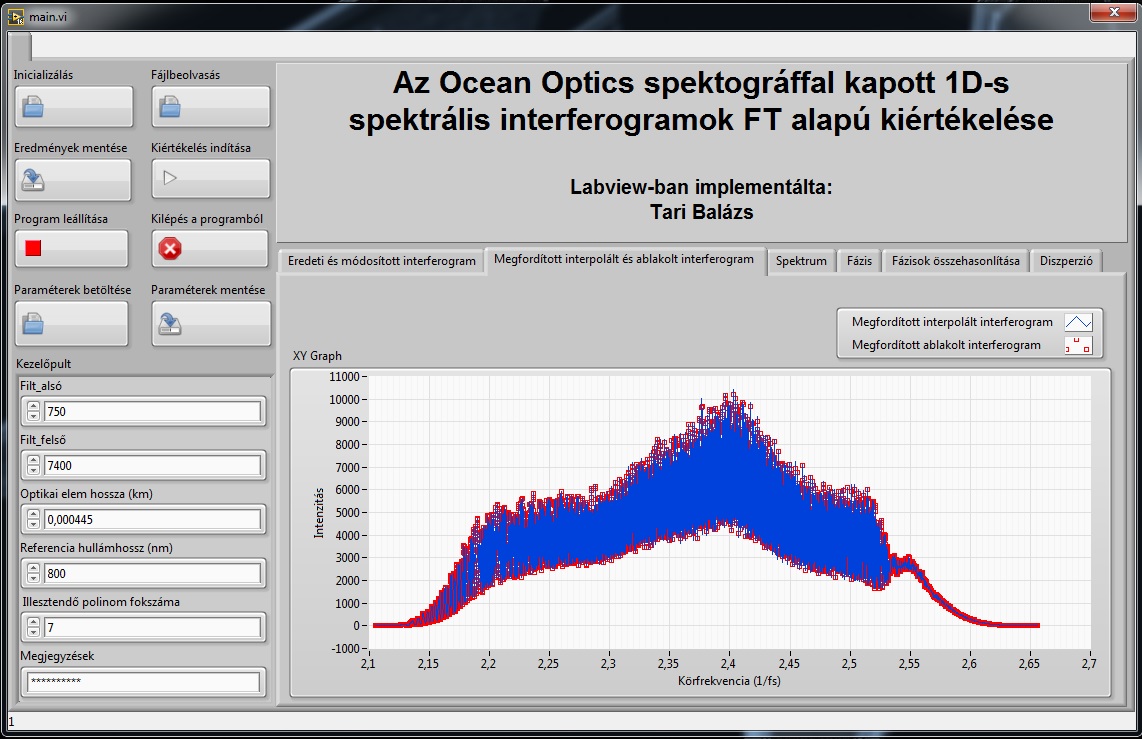 main.vi
Inicializálás
Fájlbeolvasás
Eredmények mentése
Kiértékelés indítása
Program leállítása
Kilépés a programból
Paraméterek betöltése
Paraméterek mentése
Kezelőpult
Filt_alsó
750
Filt_felső
7400
Optikai elem hossza (km)
0,000445
Referencia hullámhossz (nm)
800
Illesztendő polinom fokszáma
7
Megjegyzések
**********
1
Az Ocean Optics spektográffal kapott 1D-s
spektrális interferogramok FT alapú kiértékelése
Labview-ban implementálta:
Tari Balázs
Eredeti és módosított interferogram
Megfordított interpolált és ablakolt interferogram
Spektrum
Fázis
Fázisok összehasonlítása
Diszperzió
Megfordított interpolált interferogram
Megfordított ablakolt interferogram
XY Graph
Intenzitás
11000
10000
9000
8000
7000
6000
5000
4000
3000
2000
1000
0
-1000
2,1
2,15
2,2
2,25
2,3
2,35
2,4
2,45
2,5
2,55
2,6
2,65
2,7
Körfrekvencia (1/fs)